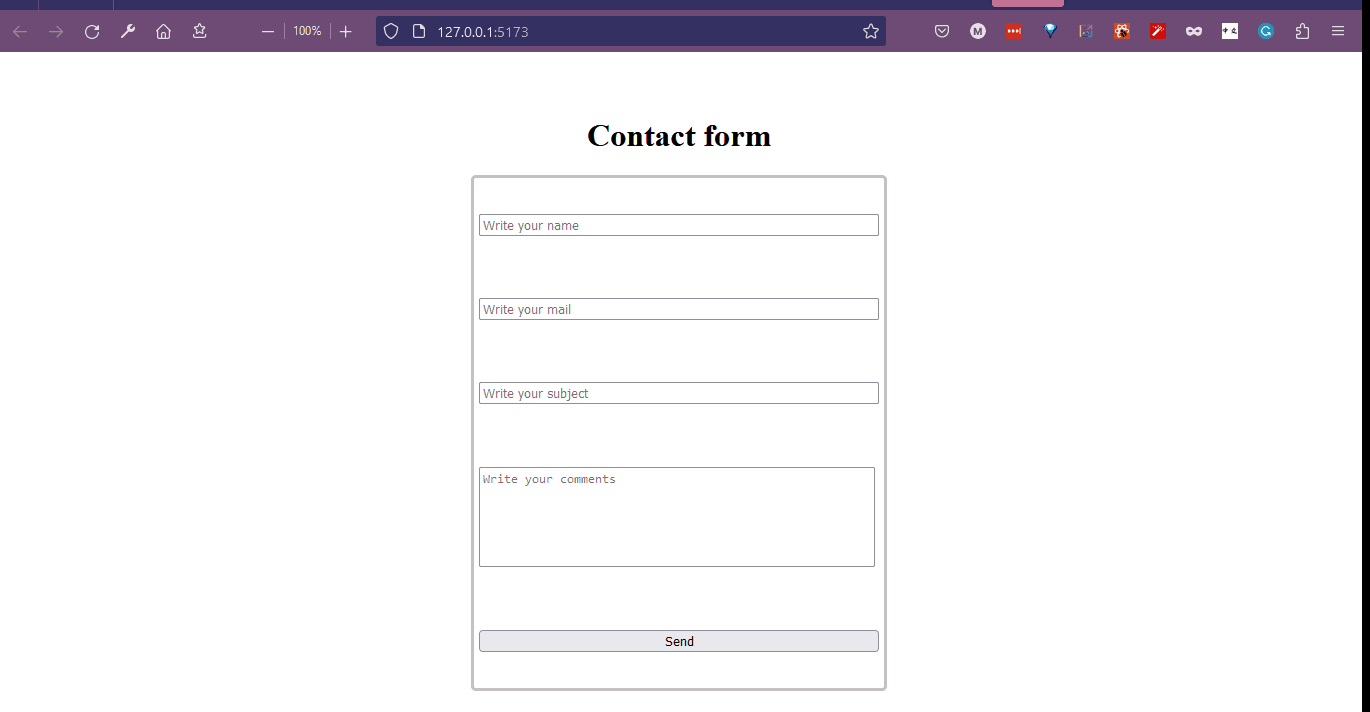 100%
127.0.0.1:5173
M
Contact form
Write your name
Write your mail
Write your subject
Write your comments
Send